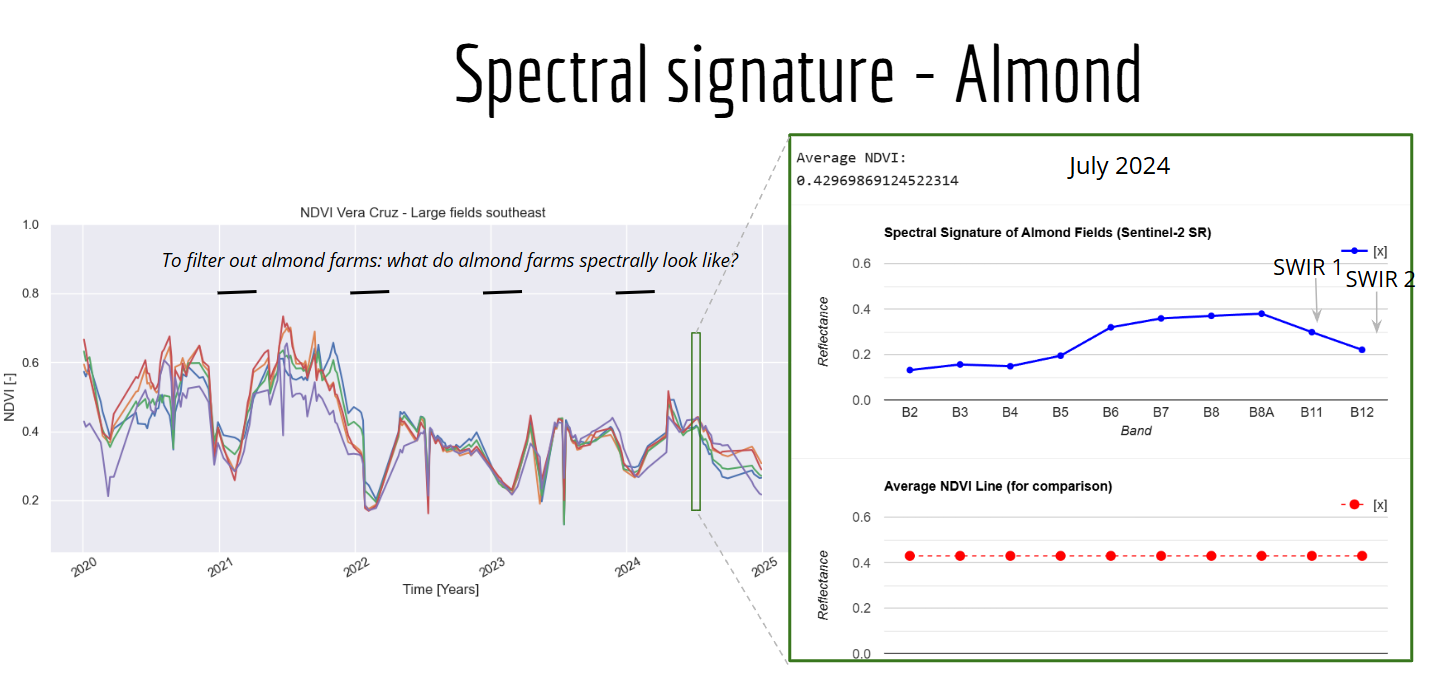 Spectral signature - Almond
NDVI Vera Cruz - Large fields southeast
To filter out almond farms: what do almond farms spectrally look like?
NDVI [-]
1.0
0.8
0.6
0.4
0.2
2020
2021
2022
2023
2024
2025
Time [Years]
Average NDVI:
0.42969869124522314
July 2024
Spectral Signature of Almond Fields (Sentinel-2 SR)
[x]
SWIR 1
SWIR 2
Reflectance
0.6
0.4
0.2
0.0
B2
B3
B4
B5
B6
B7
B8
B8A
B11
B12
Band
Average NDVI Line (for comparison)
[x]
Reflectance
0.6
0.4
0.2
0.0